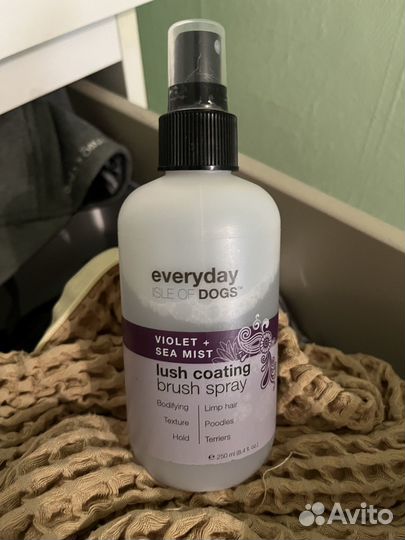 everyday
ISLE OF DOGS™
VIOLET +
SEA MIST
lush coating
brush spray
Bodifying Limp hair
Texture Poodles
Hold Terriers
℮ 250 ml (8.4 fl oz.)
Avito